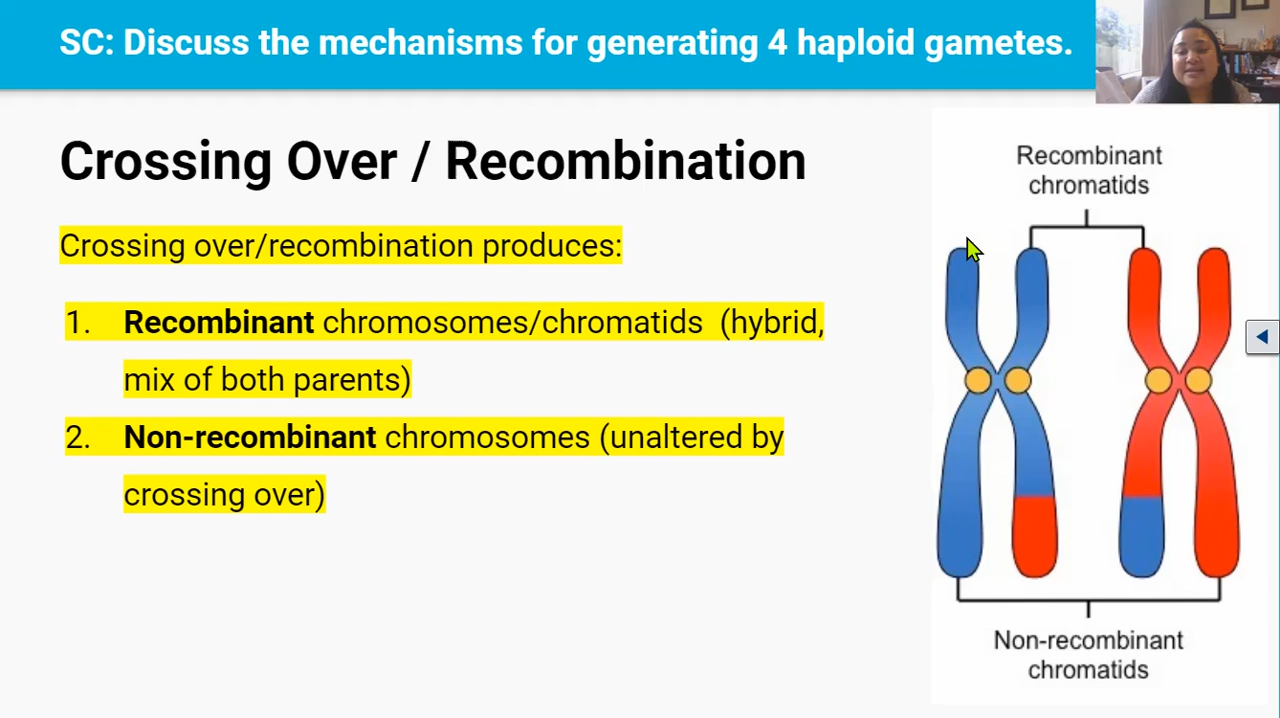 SC: Discuss the mechanisms for generating 4 haploid gametes.
Crossing Over / Recombination
Crossing over/recombination produces:
1. Recombinant chromosomes/chromatids (hybrid,
mix of both parents)
2. Non-recombinant chromosomes (unaltered by
crossing over)
Recombinant
chromatids
Non-recombinant
chromatids